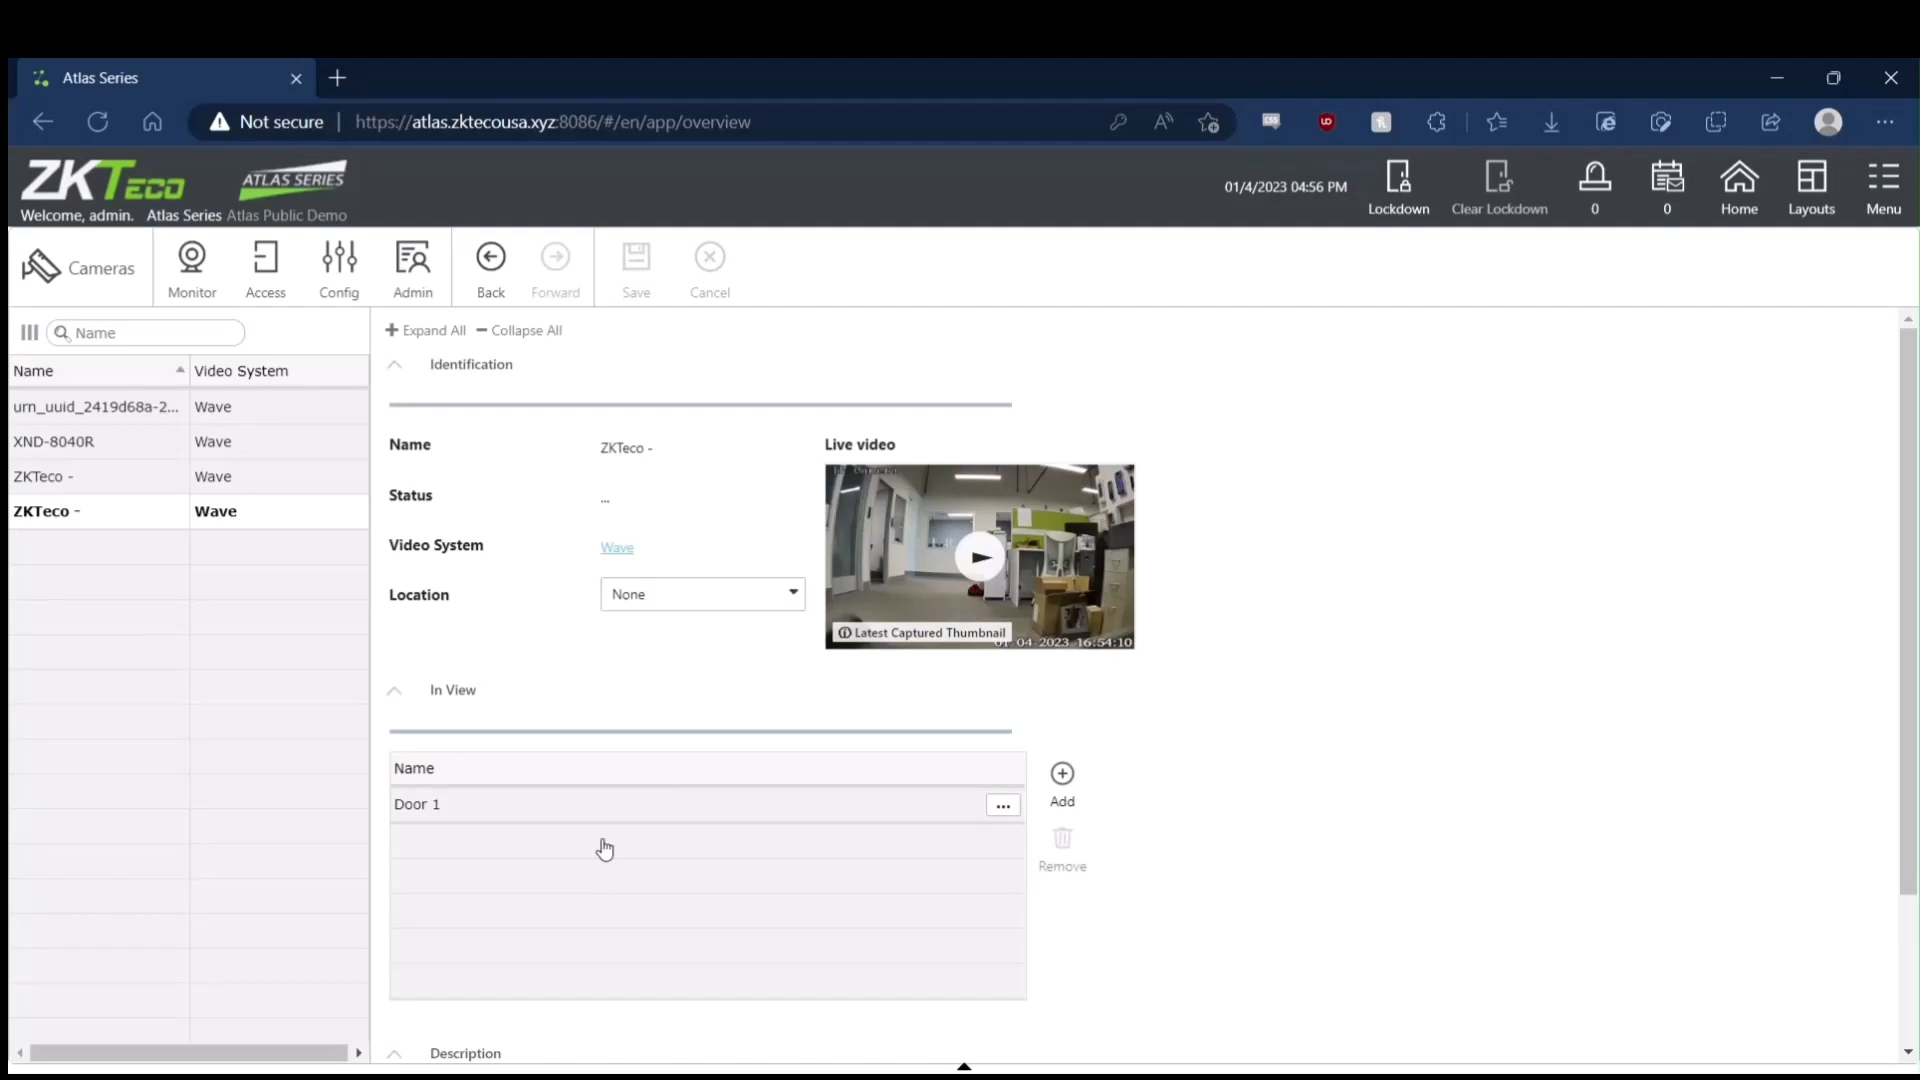 Atlas Series
Not secure | https://atlas.zktecousa.xyz:8086/#/en/app/overview
ZKTECO ATLAS SERIES
Welcome, admin. Atlas Series Atlas Public Demo
01/4/2023 04:56 PM
Lockdown Clear Lockdown 0 0 Home Layouts Menu
Cameras Monitor Access Config Admin Back Forward Save Cancel
Name
Expand All Collapse All
Name Video System
Identification
urn_uuid_2419d68a-2... Wave
XND-8040R Wave
ZKTeco - Wave
ZKTeco - Wave
Name ZKTeco -
Status ...
Video System Wave
Location None
Live video
Latest Captured Thumbnail
01-04-2023 16:54:10
In View
Name
Door 1 ...
Add
Remove
Description